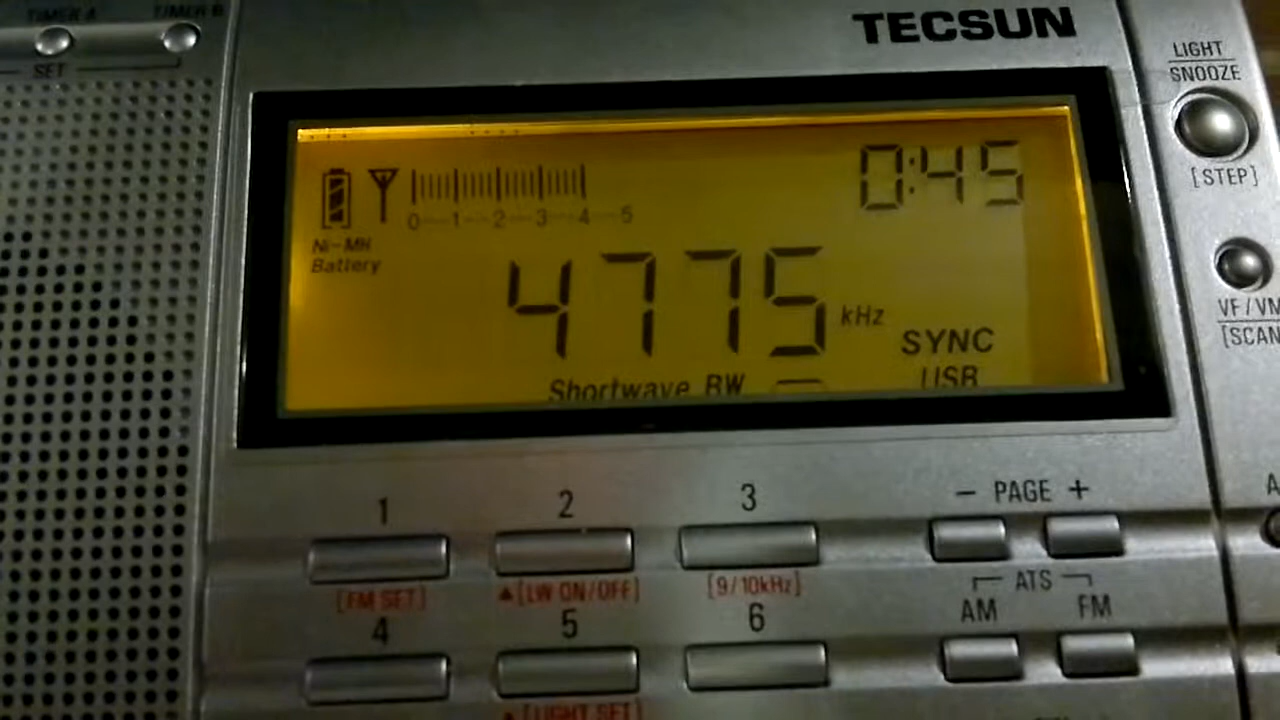 TIMER A
TIMER B
SET
TECSUN
LIGHT
SNOOZE
[STEP]
0:45
0 1 2 3 4 5
Ni-MH
Battery
4775 kHz
SYNC
USB
Shortwave BW
VF/VM
[SCAN
1 2 3
- PAGE +
[FM SET] ▲[LW ON/OFF] [9/10kHz]
ATS
AM FM
4 5 6
▲[LIGHT SET]